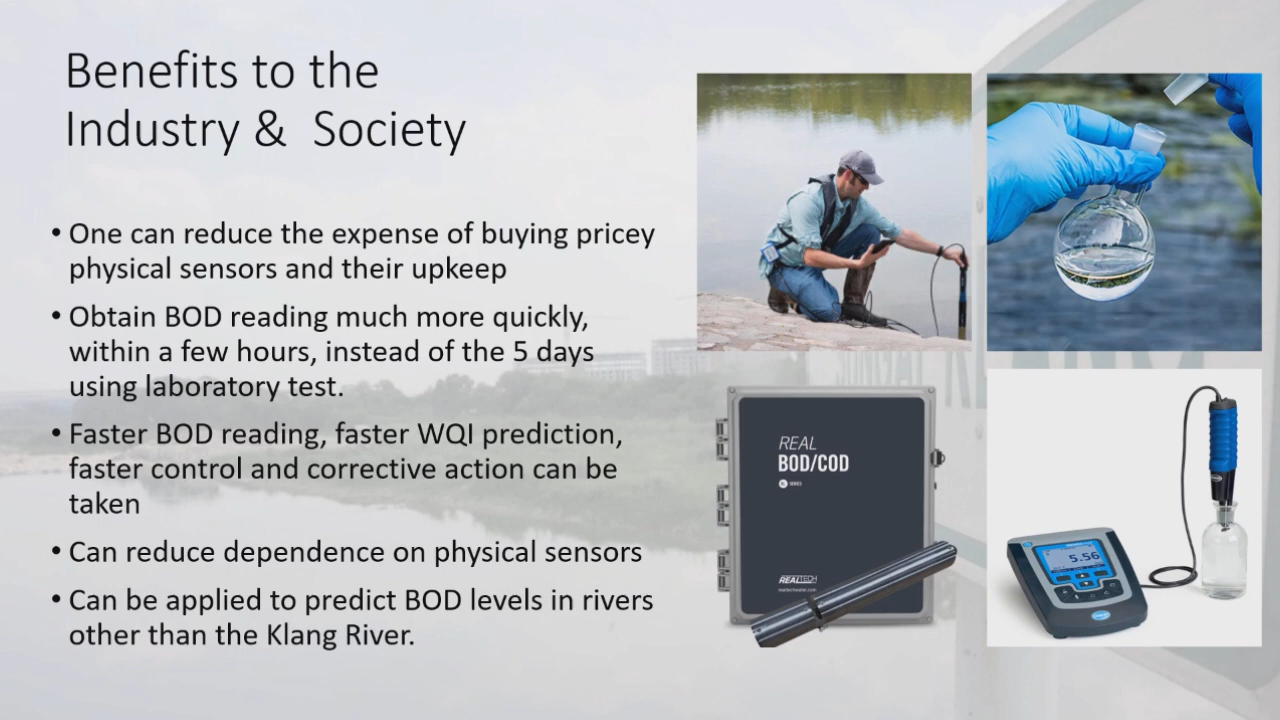 Benefits to the
Industry & Society
• One can reduce the expense of buying pricey
physical sensors and their upkeep
• Obtain BOD reading much more quickly,
within a few hours, instead of the 5 days
using laboratory test.
• Faster BOD reading, faster WQI prediction,
faster control and corrective action can be
taken
• Can reduce dependence on physical sensors
• Can be applied to predict BOD levels in rivers
other than the Klang River.
REAL
BOD/COD
SERIES
REALTECH
realtechwater.com
5.56